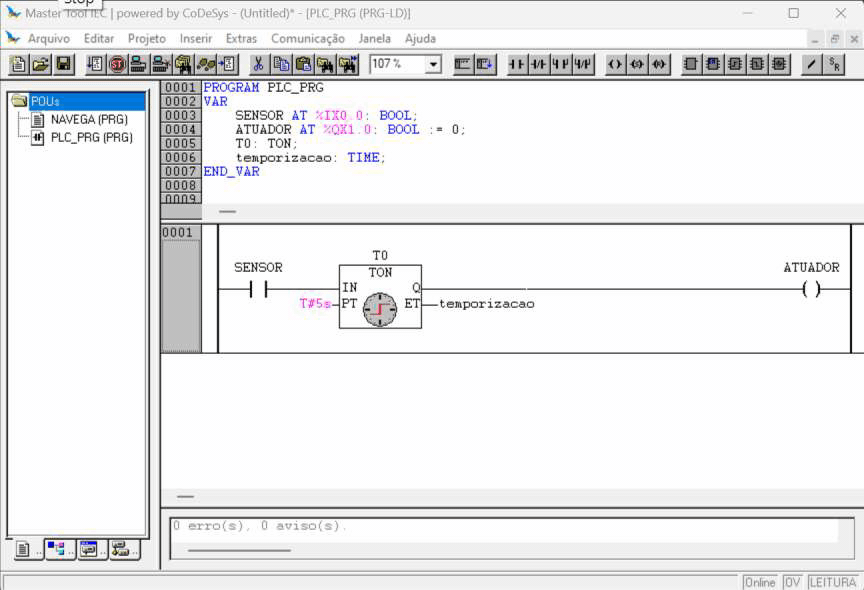 Stop
Master Tool IEC | powered by CoDeSys - (Untitled)* - [PLC_PRG (PRG-LD)]
Arquivo Editar Projeto Inserir Extras Comunicação Janela Ajuda
107 %
POUs
NAVEGA (PRG)
PLC_PRG (PRG)
0001 PROGRAM PLC_PRG
0002 VAR
0003 SENSOR AT %IX0.0: BOOL;
0004 ATUADOR AT %QX1.0: BOOL := 0;
0005 T0: TON;
0006 temporizacao: TIME;
0007 END_VAR
0008
0009
0001
T0
SENSOR TON ATUADOR
IN Q
T#5s PT ET temporizacao
0 erro(s), 0 aviso(s).
Online OV LEITURA